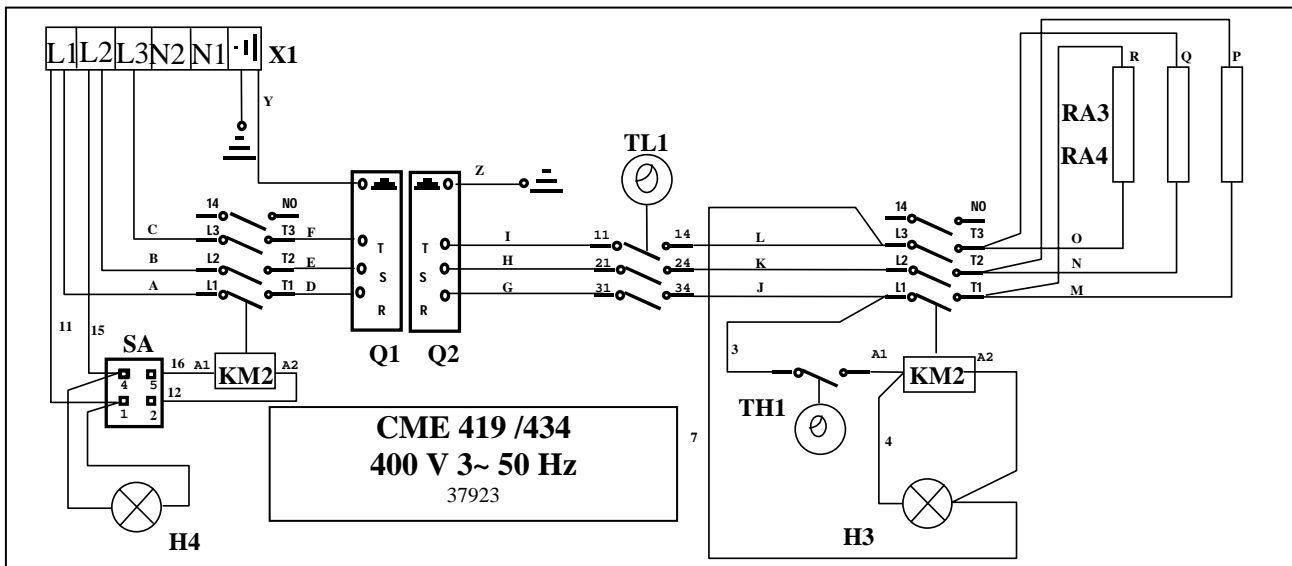 L1 L2 L3 N2 N1 X1
Y
R Q P
RA3
RA4
TL1
Z
14 NO
C L3 T3 F
B L2 T2 E
A L1 T1 D
T
S
R
T
S
R
I 11 14 L
H 21 24 K
G 31 34 J
14 NO
L3 T3 O
L2 T2 N
L1 T1 M
11 15
SA
16 A1 KM2 A2
12
4 5
1 2
Q1 Q2
3
A1 KM2 A2
TH1
4
7
CME 419 /434
400 V 3~ 50 Hz
37923
H4
H3